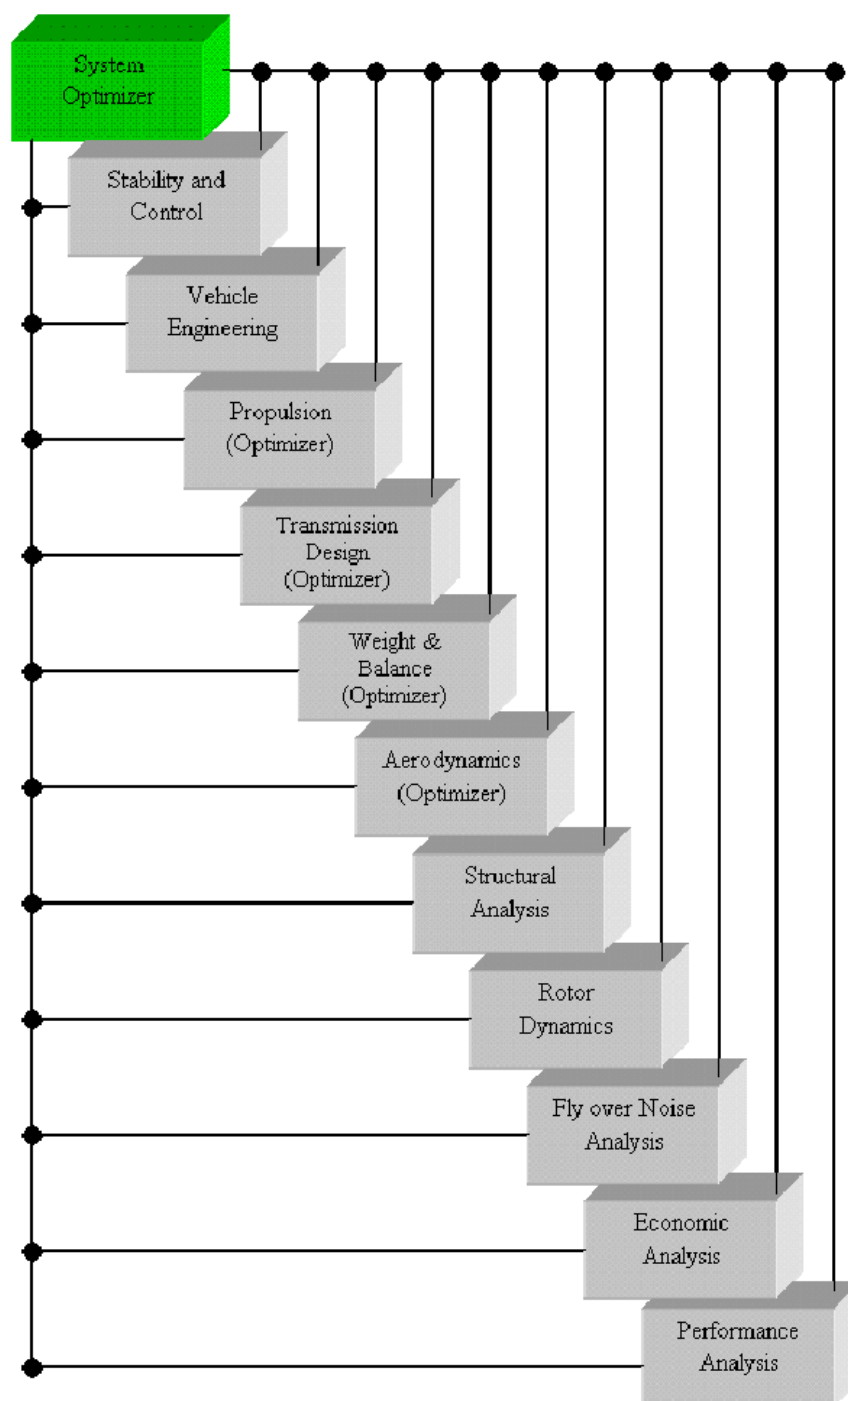 System
Optimizer
Stability and
Control
Vehicle
Engineering
Propulsion
(Optimizer)
Transmission
Design
(Optimizer)
Weight &
Balance
(Optimizer)
Aerodynamics
(Optimizer)
Structural
Analysis
Rotor
Dynamics
Fly over Noise
Analysis
Economic
Analysis
Performance
Analysis